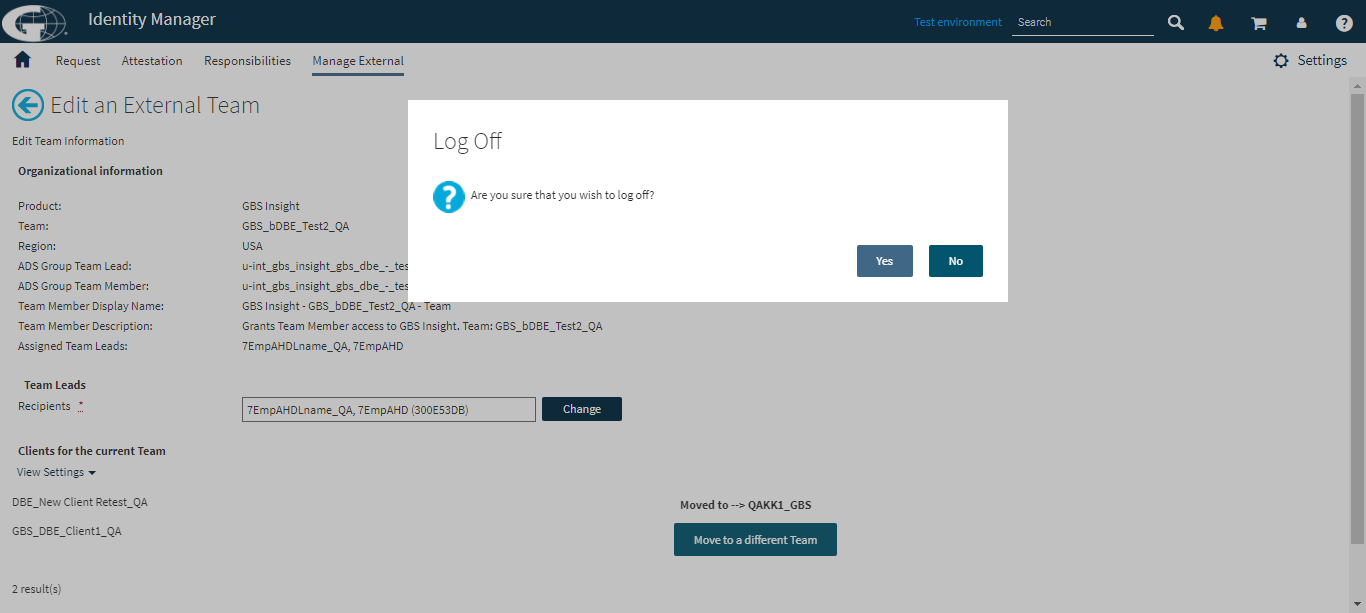 Identity Manager
Test environment
Search
Request Attestation Responsibilities Manage External
Settings
Edit an External Team
Edit Team Information
Organizational information
Product: GBS Insight
Team: GBS_bDBE_Test2_QA
Region: USA
ADS Group Team Lead: u-int_gbs_insight_gbs_dbe_-_tes
ADS Group Team Member: u-int_gbs_insight_gbs_dbe_-_tes
Team Member Display Name: GBS Insight - GBS_bDBE_Test2_QA - Team
Team Member Description: Grants Team Member access to GBS Insight. Team: GBS_bDBE_Test2_QA
Assigned Team Leads: 7EmpAHDLname_QA, 7EmpAHD
Log Off
Are you sure that you wish to log off?
Yes No
Team Leads
Recipients * 7EmpAHDLname_QA, 7EmpAHD (300E53DB) Change
Clients for the current Team
View Settings
DBE_New Client Retest_QA
Moved to --> QAKK1_GBS
GBS_DBE_Client1_QA
Move to a different Team
2 result(s)